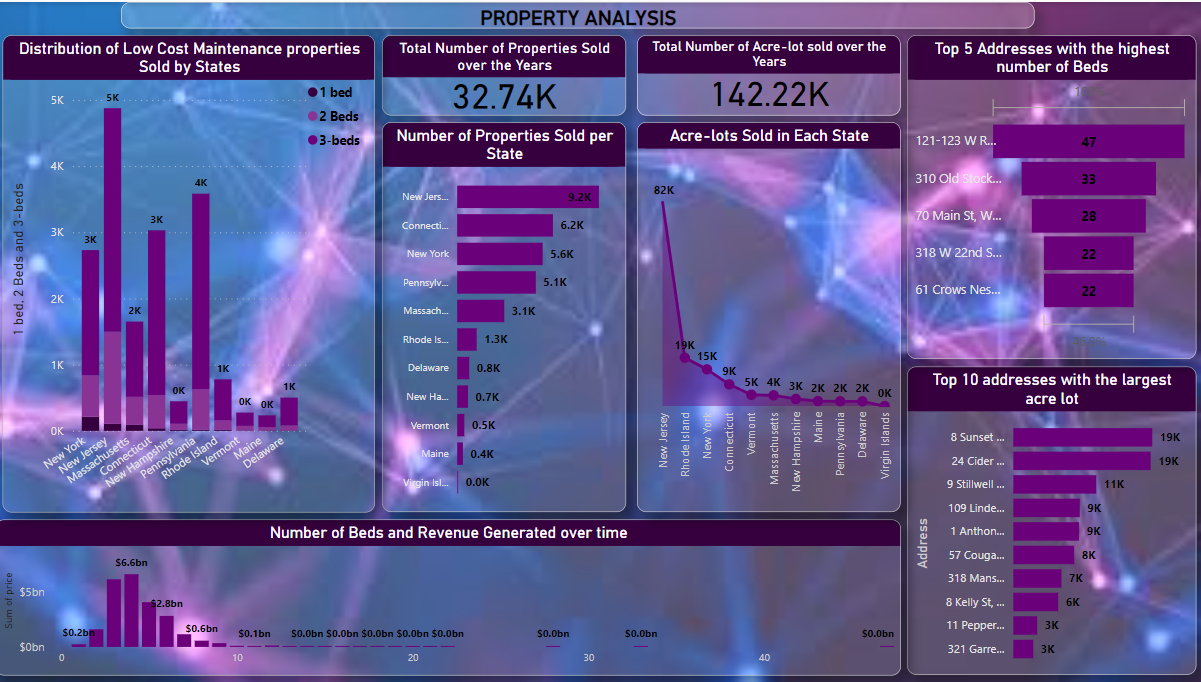 PROPERTY ANALYSIS
Distribution of Low Cost Maintenance properties
Sold by States
1 bed
2 Beds
3-beds
1 bed, 2 Beds and 3-beds
5K
4K
3K
2K
1K
0K
3K
5K
2K
3K
0K
4K
1K
0K
0K
1K
New York
New Jersey
Massachusetts
Connecticut
New Hampshire
Pennsylvania
Rhode Island
Vermont
Maine
Delaware
Total Number of Properties Sold
over the Years
32.74K
Number of Properties Sold per
State
New Jers... 9.2K
Connecti... 6.2K
New York 5.6K
Pennsylv... 5.1K
Massach... 3.1K
Rhode Is... 1.3K
Delaware 0.8K
New Ha... 0.7K
Vermont 0.5K
Maine 0.4K
Virgin Isl... 0.0K
Total Number of Acre-lot sold over the
Years
142.22K
Acre-lots Sold in Each State
82K
19K
15K
9K
5K
4K
3K
2K
2K
2K
0K
New Jersey
Rhode Island
New York
Connecticut
Vermont
Massachusetts
New Hampshire
Maine
Pennsylvania
Delaware
Virgin Islands
Top 5 Addresses with the highest
number of Beds
121-123 W R... 47
310 Old Stock... 33
70 Main St, W... 28
318 W 22nd S... 22
61 Crows Nes... 22
Top 10 addresses with the largest
acre lot
Address
8 Sunset ... 19K
24 Cider ... 19K
9 Stillwell ... 11K
109 Linde... 9K
1 Anthon... 9K
57 Couga... 8K
318 Mans... 7K
8 Kelly St, ... 6K
11 Pepper... 3K
321 Garre... 3K
Number of Beds and Revenue Generated over time
Sum of price
$5bn
$0bn
$0.2bn
$6.6bn
$2.8bn
$0.6bn
$0.1bn
$0.0bn $0.0bn $0.0bn $0.0bn $0.0bn
$0.0bn
$0.0bn
$0.0bn
0 10 20 30 40